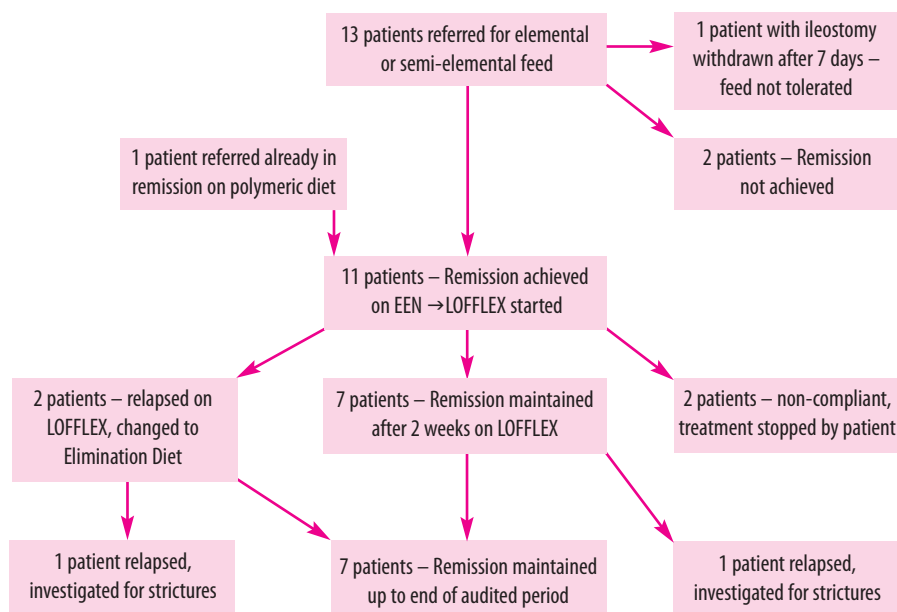 13 patients referred for elemental
or semi-elemental feed
1 patient with ileostomy
withdrawn after 7 days –
feed not tolerated
1 patient referred already in
remission on polymeric diet
2 patients – Remission
not achieved
11 patients – Remission achieved
on EEN →LOFFLEX started
2 patients – relapsed on
LOFFLEX, changed to
Elimination Diet
7 patients – Remission maintained
after 2 weeks on LOFFLEX
2 patients – non-compliant,
treatment stopped by patient
1 patient relapsed,
investigated for strictures
7 patients – Remission maintained
up to end of audited period
1 patient relapsed,
investigated for strictures